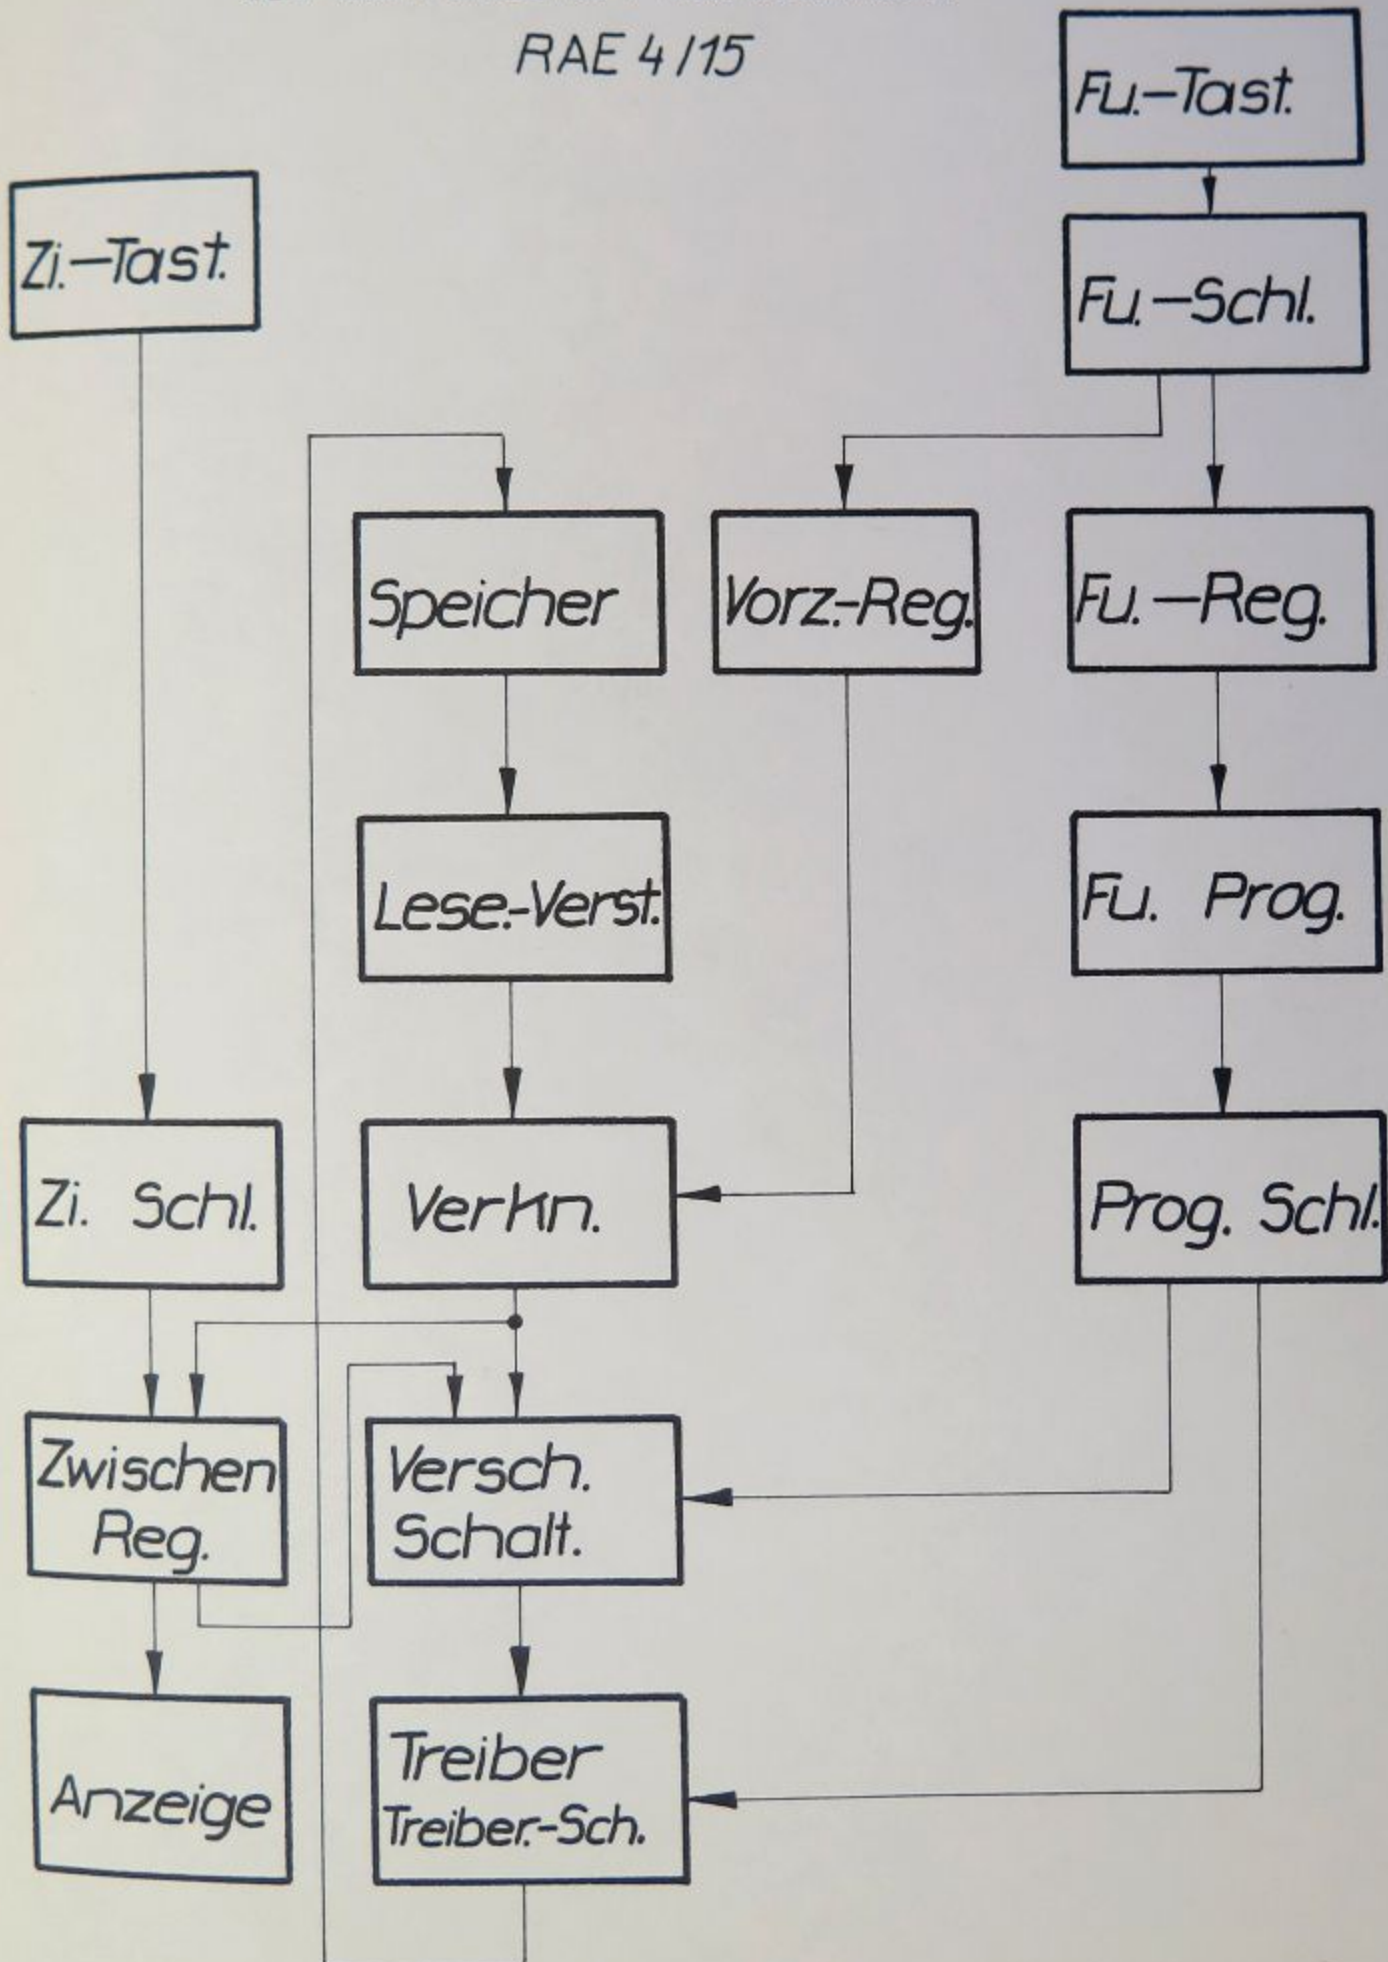 RAE 4/15
Fu.-Tast.
Zi.-Tast.
Fu.-Schl.
Speicher
Vorz.-Reg.
Fu.-Reg.
Lese.-Verst.
Fu. Prog.
Zi. Schl.
Verkn.
Prog. Schl.
Zwischen
Reg.
Versch.
Schalt.
Anzeige
Treiber
Treiber.-Sch.